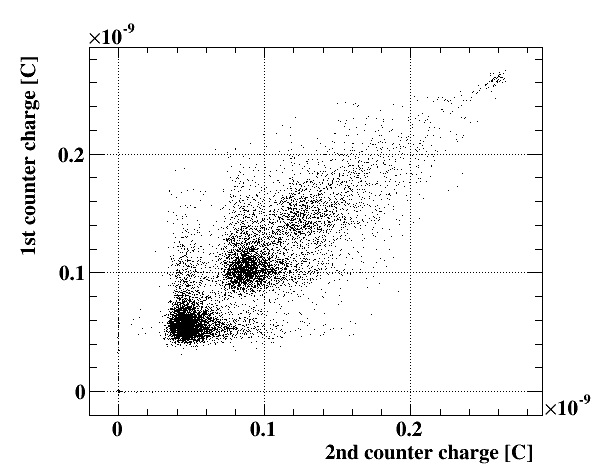 ×10⁻⁹
1st counter charge [C]
0.2
0.1
0
0 0.1 0.2
×10⁻⁹
2nd counter charge [C]